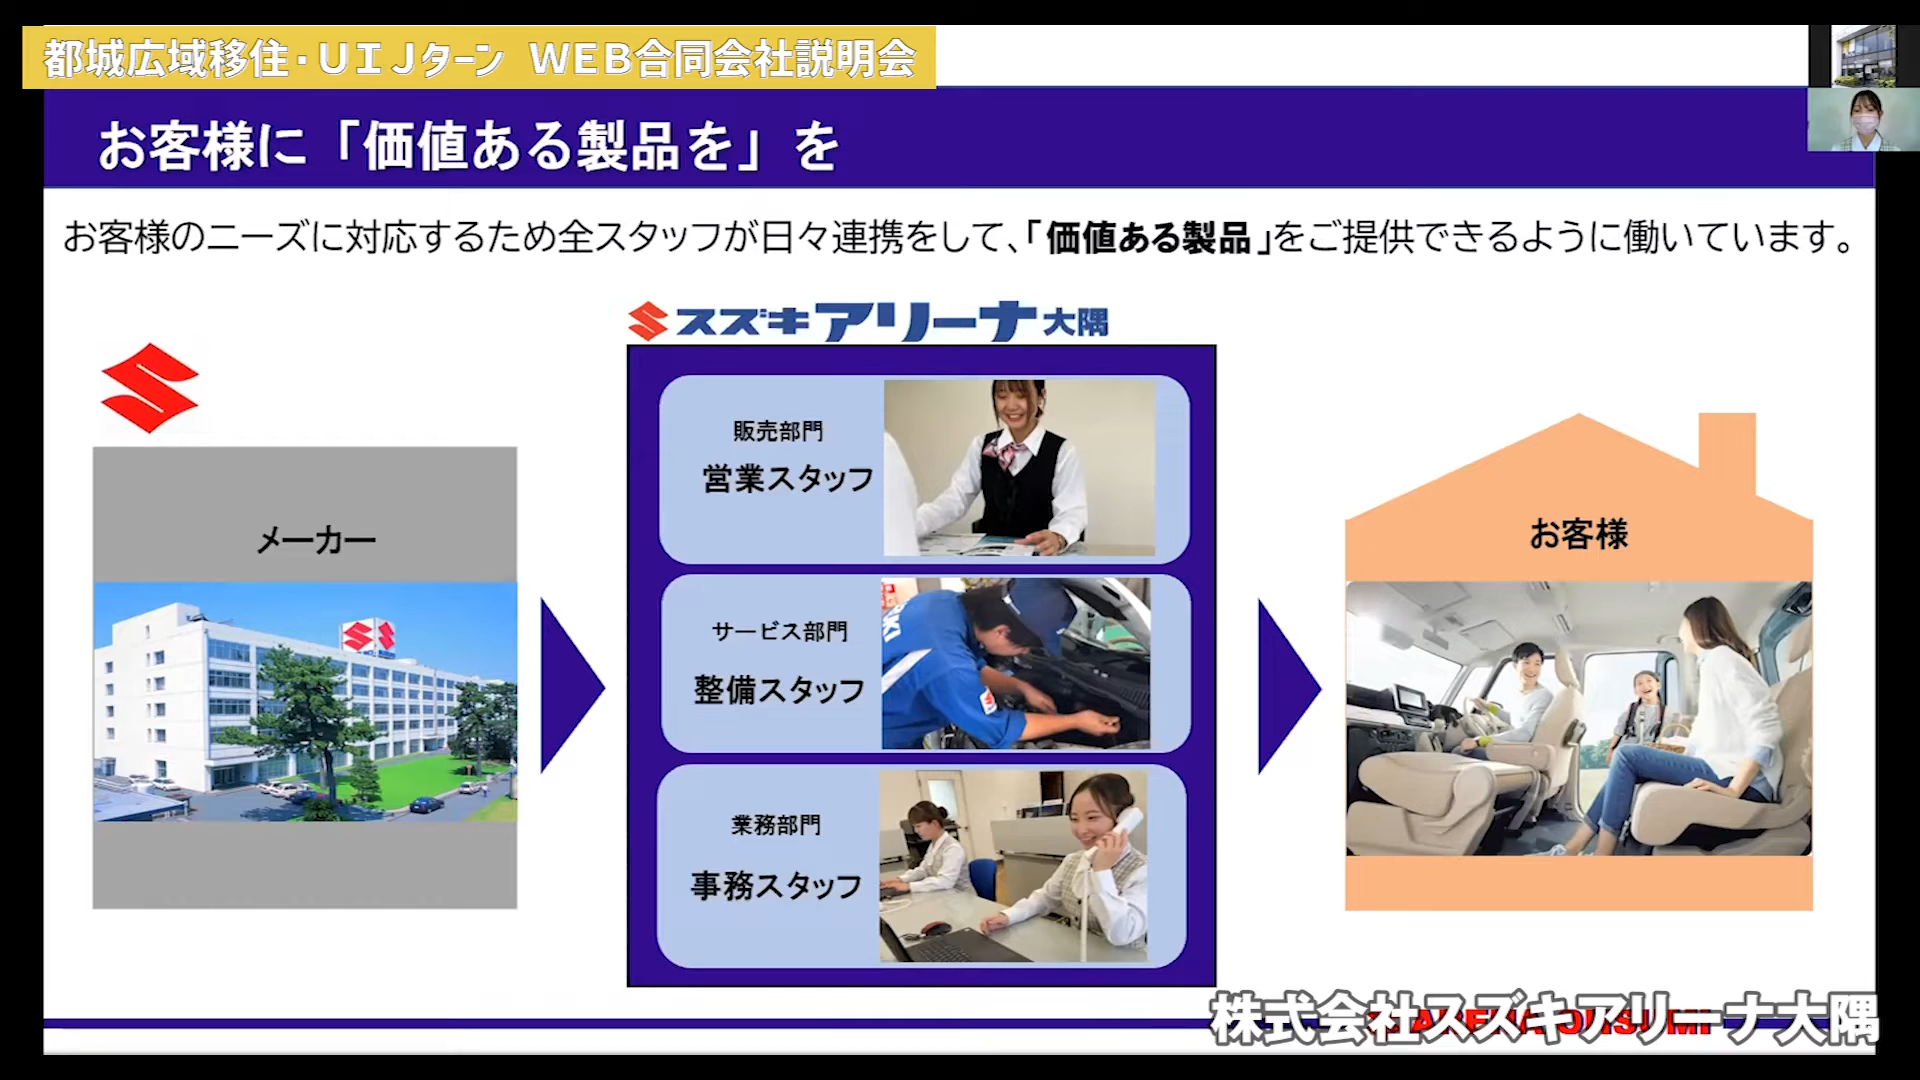 都城広域移住・UIJターン WEB合同会社説明会
お客様に「価値ある製品を」を
お客様のニーズに対応するため全スタッフが日々連携をして、「価値ある製品」をご提供できるように働いています。
スズキアリーナ大隅
メーカー
販売部門
営業スタッフ
サービス部門
整備スタッフ
業務部門
事務スタッフ
お客様
株式会社スズキアリーナ大隅